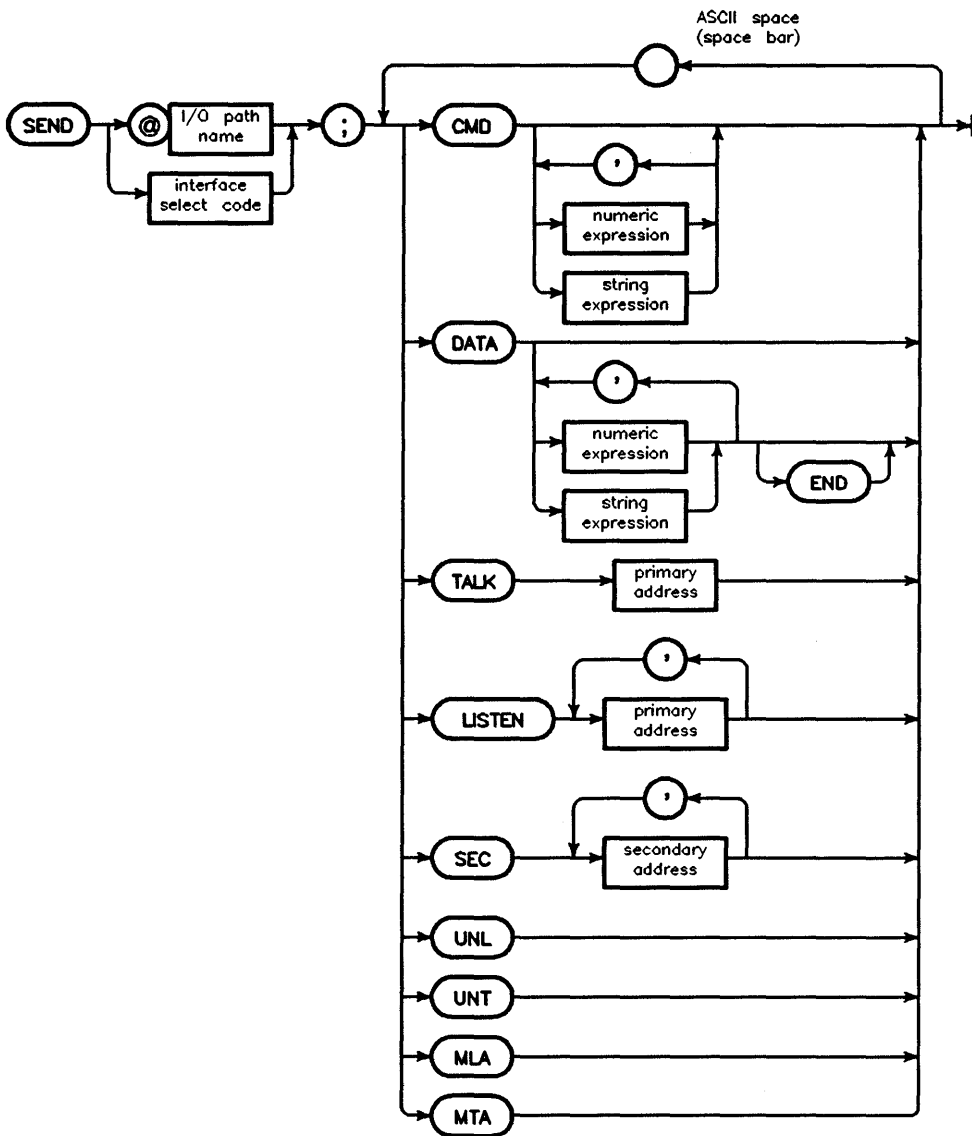 ASCII space
(space bar)
SEND
@
I/O path
name
;
interface
select code
CMD
,
numeric
expression
string
expression
DATA
,
numeric
expression
string
expression
END
TALK
primary
address
,
LISTEN
primary
address
,
SEC
secondary
address
UNL
UNT
MLA
MTA